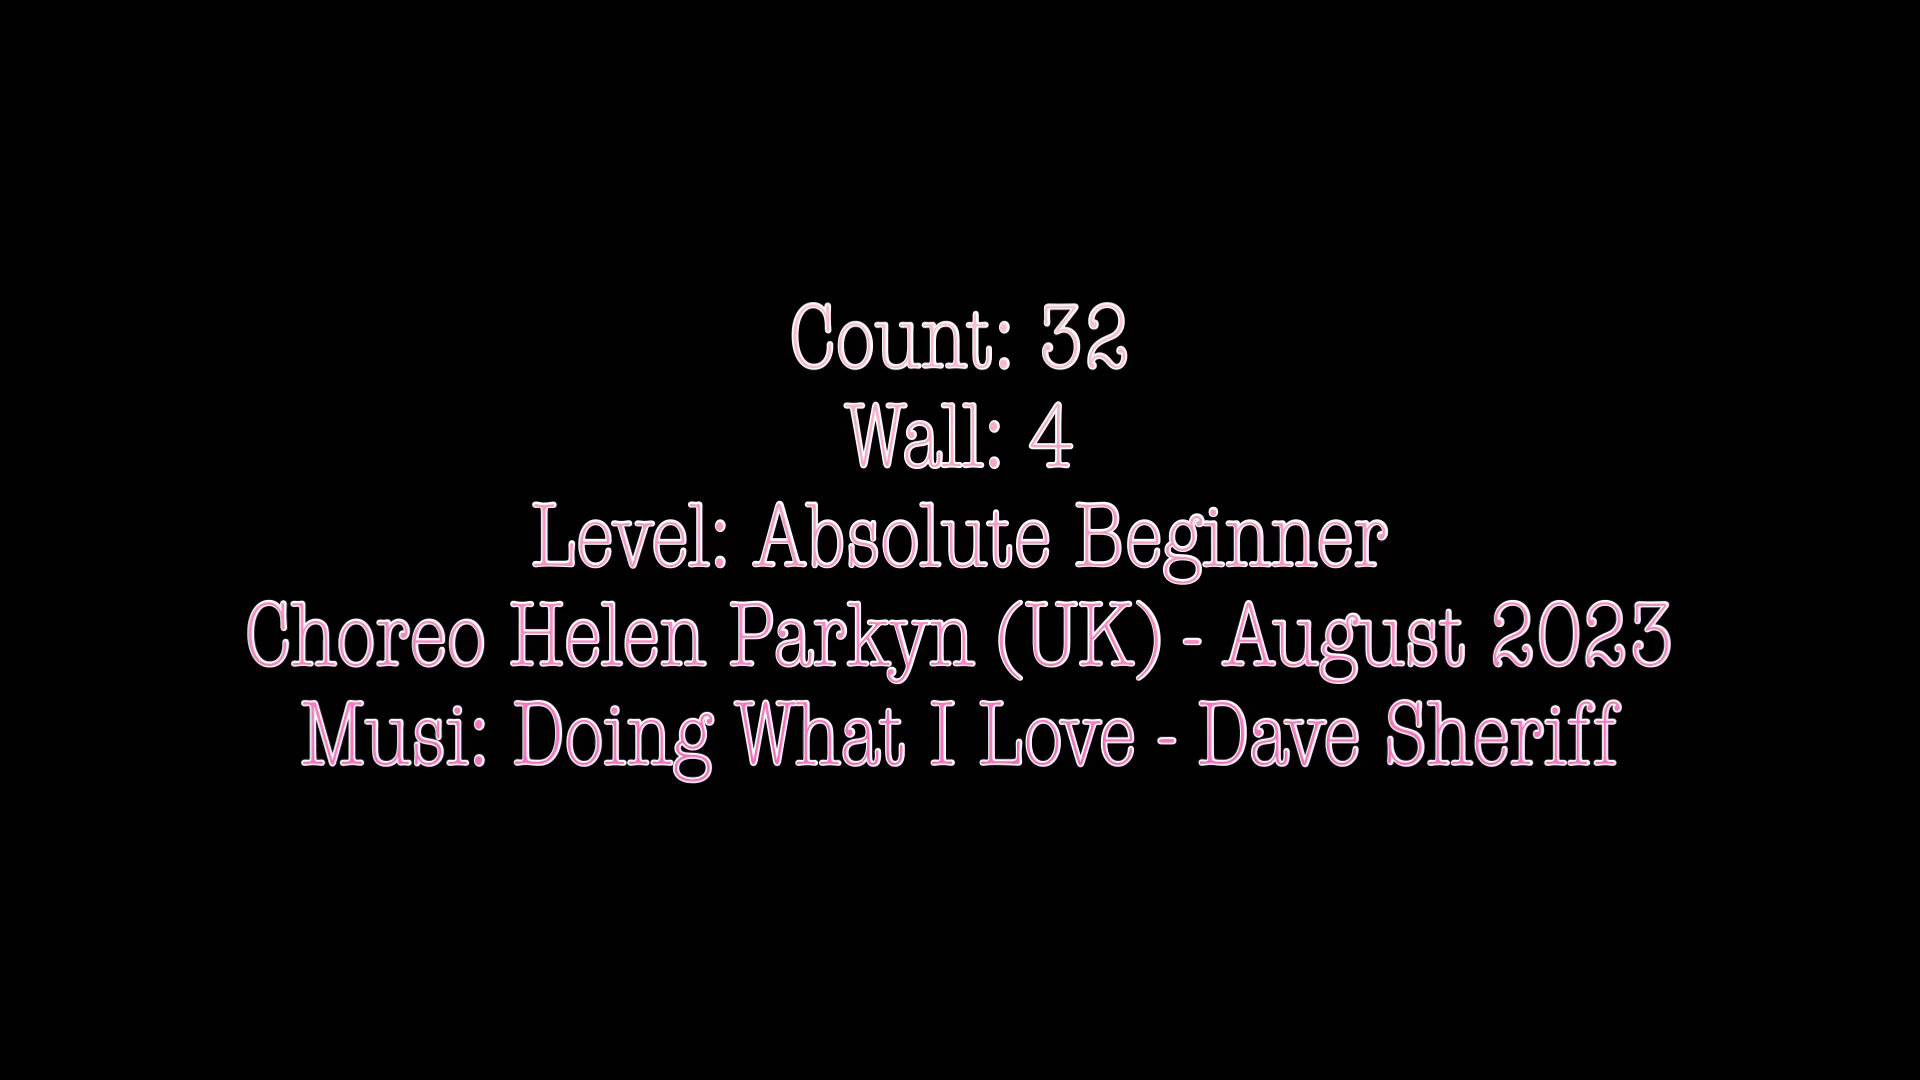 Count: 32
Wall: 4
Level: Absolute Beginner
Choreo Helen Parkyn (UK) - August 2023
Musi: Doing What I Love - Dave Sheriff